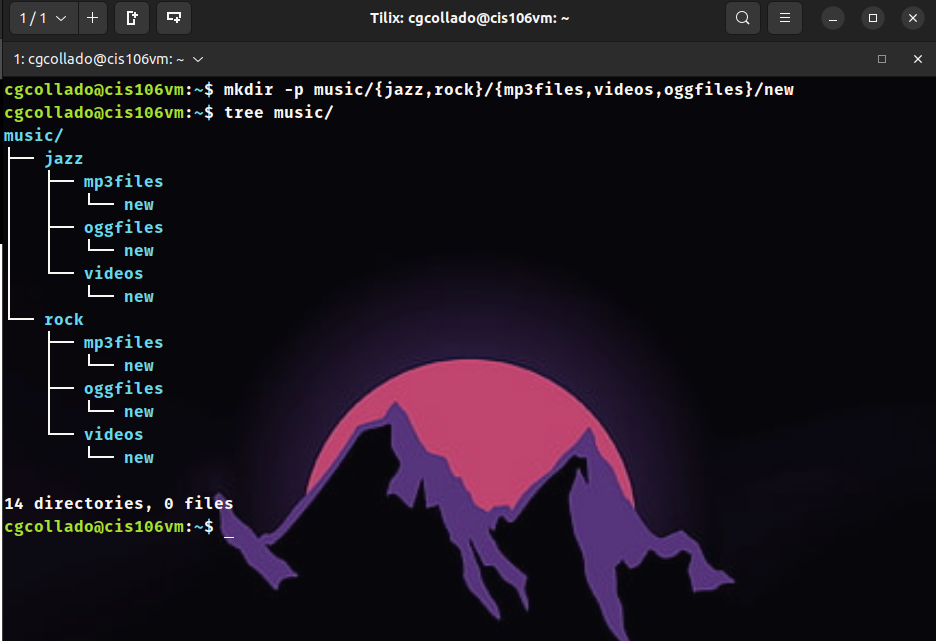 1 / 1
Tilix: cgcollado@cis106vm: ~
1: cgcollado@cis106vm: ~
cgcollado@cis106vm:~$ mkdir -p music/{jazz,rock}/{mp3files,videos,oggfiles}/new
cgcollado@cis106vm:~$ tree music/
music/
├── jazz
│   ├── mp3files
│   │   └── new
│   ├── oggfiles
│   │   └── new
│   └── videos
│       └── new
└── rock
    ├── mp3files
    │   └── new
    ├── oggfiles
    │   └── new
    └── videos
        └── new
14 directories, 0 files
cgcollado@cis106vm:~$ _